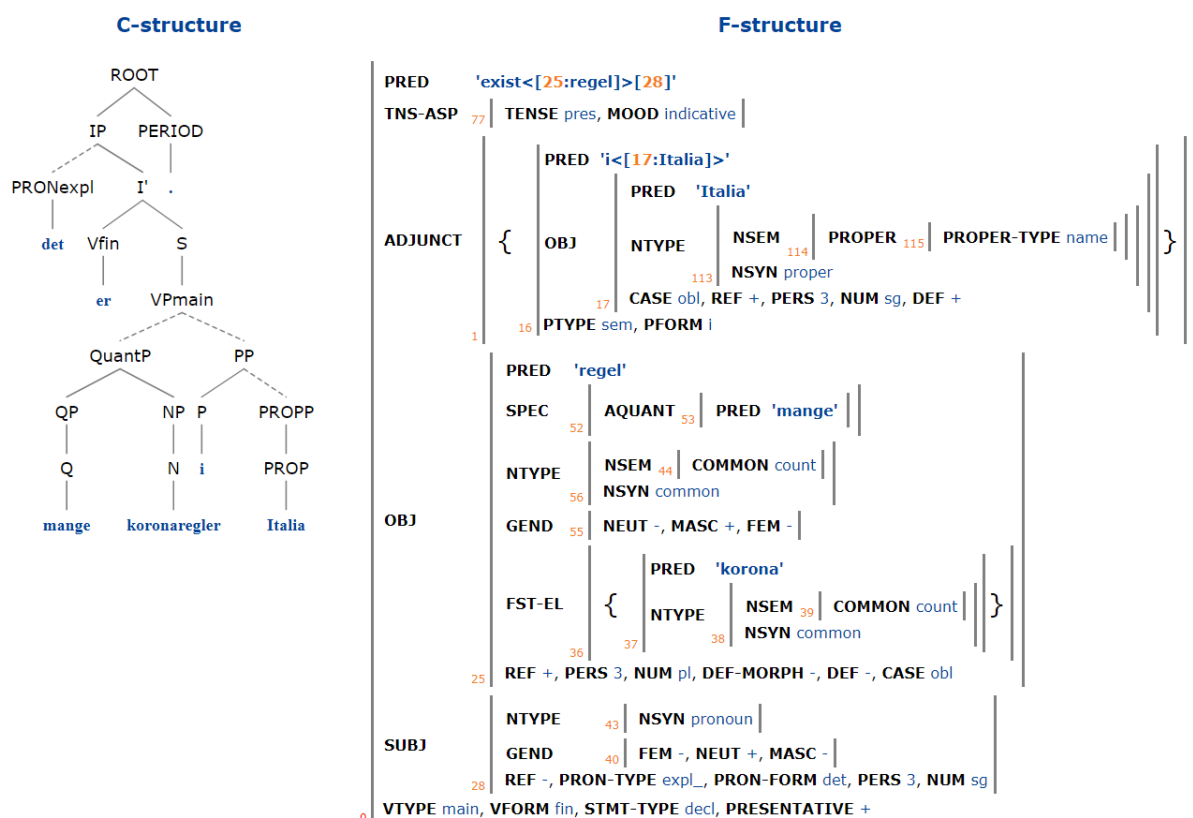 C-structure
ROOT
IP PERIOD
PRONexpl I' .
det Vfin S
er VPmain
QuantP PP
QP NP P PROPP
Q N i PROP
mange koronaregler Italia
F-structure
PRED 'exist<[25:regel]>[28]'
TNS-ASP 77 TENSE pres, MOOD indicative
PRED 'i<[17:Italia]>'
PRED 'Italia'
ADJUNCT { OBJ NTYPE NSEM 114 PROPER 115 PROPER-TYPE name }
113 NSYN proper
17 CASE obl, REF +, PERS 3, NUM sg, DEF +
1 16 PTYPE sem, PFORM i
PRED 'regel'
SPEC 52 AQUANT 53 PRED 'mange'
NTYPE 56 NSEM 44 COMMON count
NSYN common
OBJ
GEND 55 NEUT -, MASC +, FEM -
PRED 'korona'
FST-EL 36 { 37 NTYPE 38 NSEM 39 COMMON count }
NSYN common
25 REF +, PERS 3, NUM pl, DEF-MORPH -, DEF -, CASE obl
NTYPE 43 NSYN pronoun
SUBJ
GEND 40 FEM -, NEUT +, MASC -
28 REF -, PRON-TYPE expl_, PRON-FORM det, PERS 3, NUM sg
0 VTYPE main, VFORM fin, STMT-TYPE decl, PRESENTATIVE +